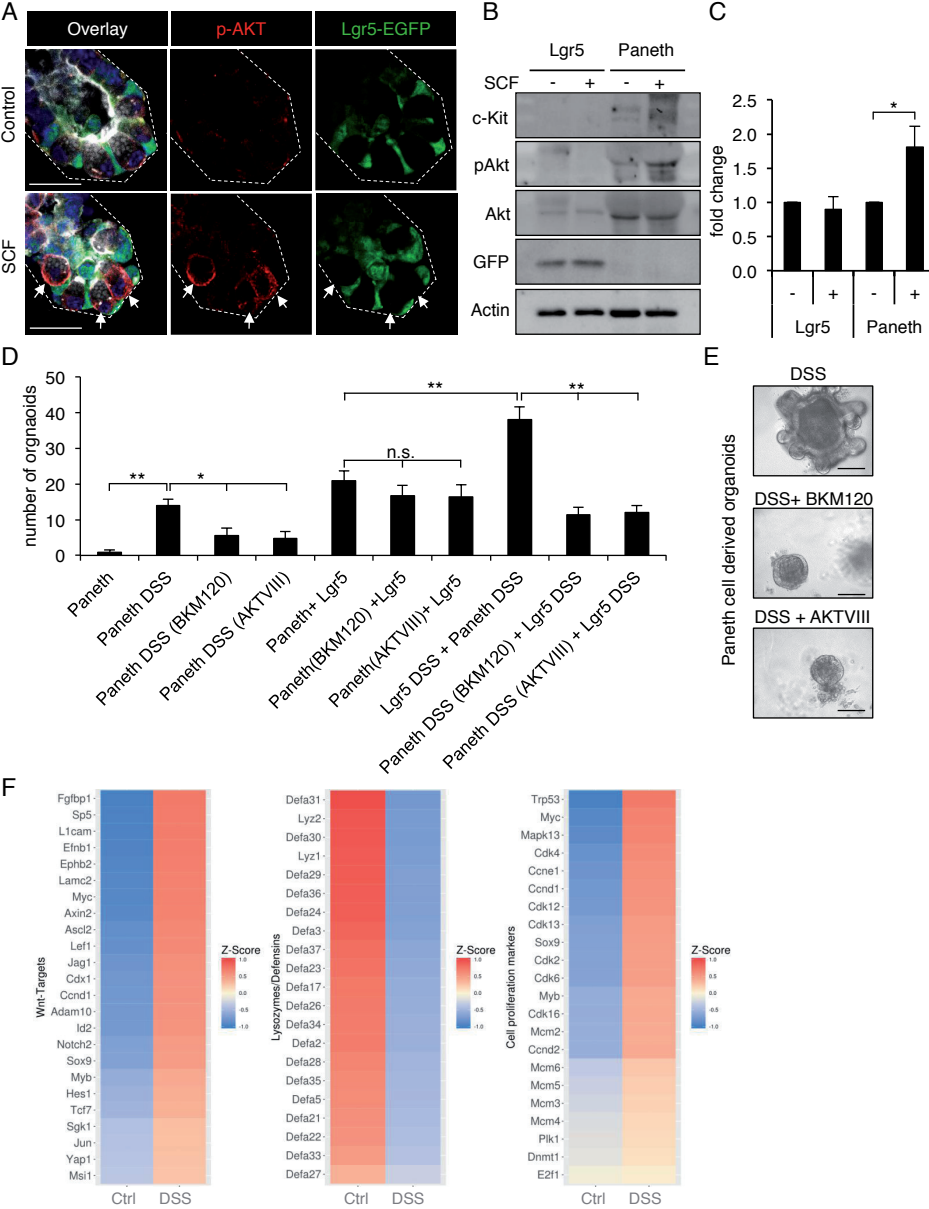 A
Overlay
p-AKT
Lgr5-EGFP
Control
SCF
B
Lgr5
Paneth
SCF
-
+
-
+
c-Kit
pAkt
Akt
GFP
Actin
C
fold change
2.5
2.0
1.5
1.0
0.5
0.0
*
-
+
-
+
Lgr5
Paneth
D
number of orgnaoids
50
40
30
20
10
0
**
*
n.s.
**
**
Paneth
Paneth DSS
Paneth DSS (BKM120)
Paneth DSS (AKTVIII)
Paneth+ Lgr5
Paneth(BKM120) +Lgr5
Paneth(AKTVIII)+ Lgr5
Lgr5 DSS + Paneth DSS
Paneth DSS (BKM120) + Lgr5 DSS
Paneth DSS (AKTVIII) + Lgr5 DSS
E
Paneth cell derived organoids
DSS
DSS+ BKM120
DSS + AKTVIII
F
Wnt-Targets
Fgfbp1
Sp5
L1cam
Efnb1
Ephb2
Lamc2
Myc
Axin2
Ascl2
Lef1
Jag1
Cdx1
Ccnd1
Adam10
Id2
Notch2
Sox9
Myb
Hes1
Tcf7
Sgk1
Jun
Yap1
Msi1
Ctrl
DSS
Z-Score
1.0
0.5
0.0
-0.5
-1.0
Lysozymes/Defensins
Defa31
Lyz2
Defa30
Lyz1
Defa29
Defa36
Defa24
Defa3
Defa37
Defa23
Defa17
Defa26
Defa34
Defa2
Defa28
Defa35
Defa5
Defa21
Defa22
Defa33
Defa27
Ctrl
DSS
Z-Score
1.0
0.5
0.0
-0.5
-1.0
Cell proliferation markers
Trp53
Myc
Mapk13
Cdk4
Ccne1
Ccnd1
Cdk12
Cdk13
Sox9
Cdk2
Cdk6
Myb
Cdk16
Mcm2
Ccnd2
Mcm6
Mcm5
Mcm3
Mcm4
Plk1
Dnmt1
E2f1
Ctrl
DSS
Z-Score
1.0
0.5
0.0
-0.5
-1.0